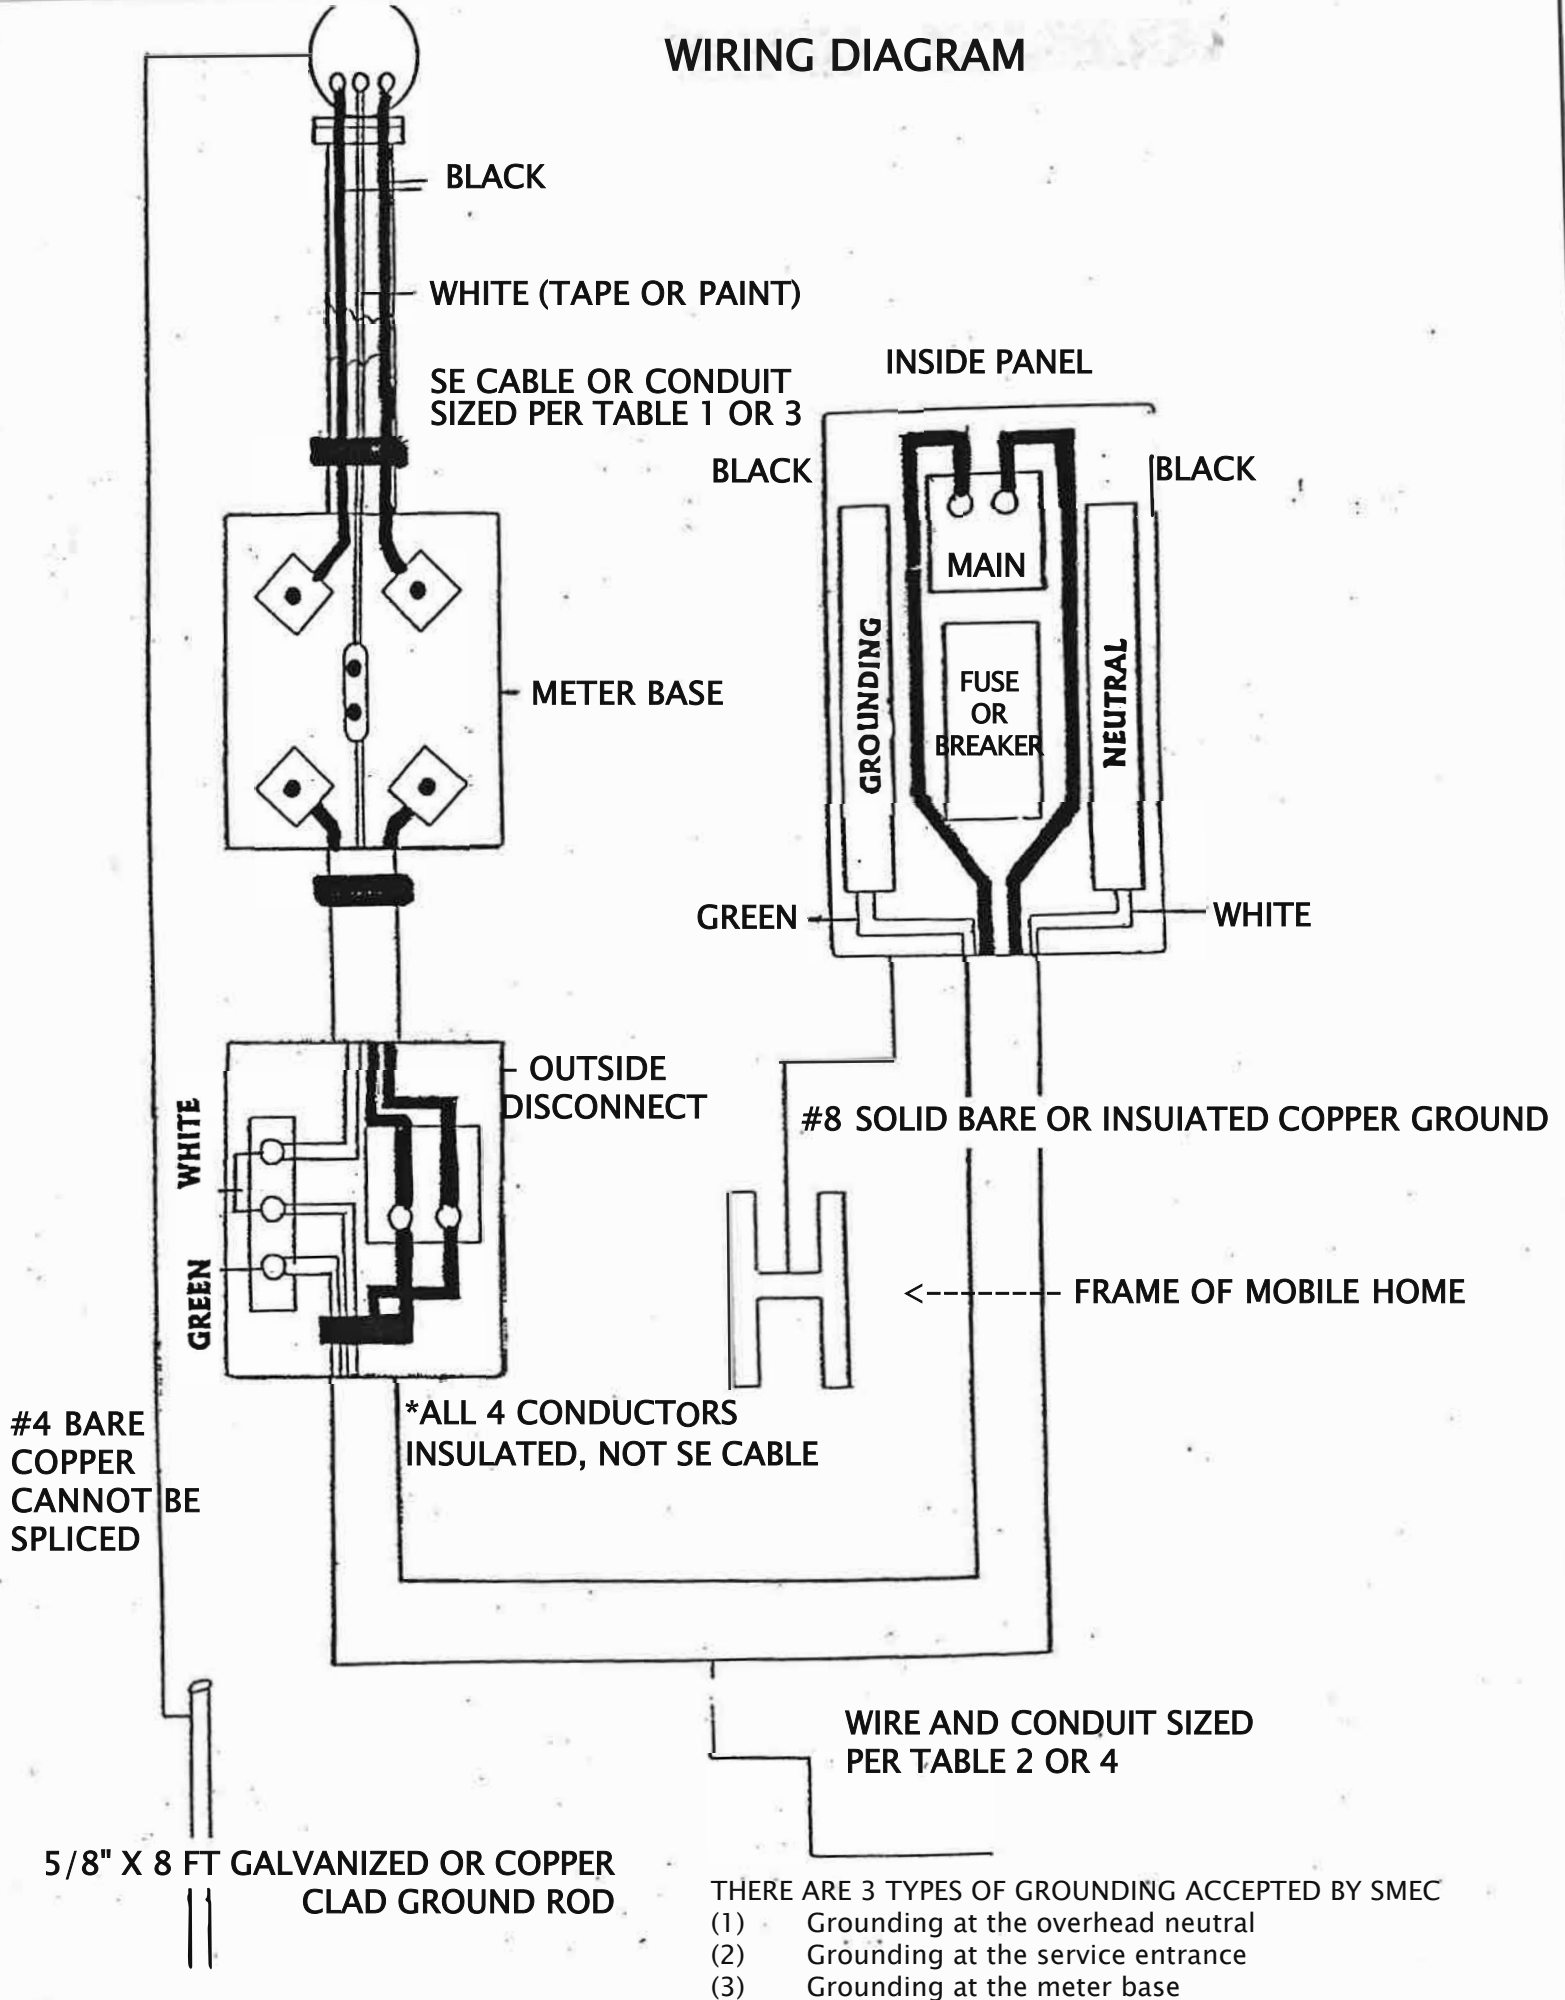 WIRING DIAGRAM
BLACK
WHITE (TAPE OR PAINT)
SE CABLE OR CONDUIT
SIZED PER TABLE 1 OR 3
INSIDE PANEL
BLACK
BLACK
MAIN
GROUNDING
FUSE
OR
BREAKER
NEUTRAL
METER BASE
GREEN
WHITE
OUTSIDE
DISCONNECT
WHITE
GREEN
#8 SOLID BARE OR INSUIATED COPPER GROUND
<-------- FRAME OF MOBILE HOME
*ALL 4 CONDUCTORS
INSULATED, NOT SE CABLE
#4 BARE
COPPER
CANNOT BE
SPLICED
WIRE AND CONDUIT SIZED
PER TABLE 2 OR 4
5/8" X 8 FT GALVANIZED OR COPPER
CLAD GROUND ROD
THERE ARE 3 TYPES OF GROUNDING ACCEPTED BY SMEC
(1) Grounding at the overhead neutral
(2) Grounding at the service entrance
(3) Grounding at the meter base